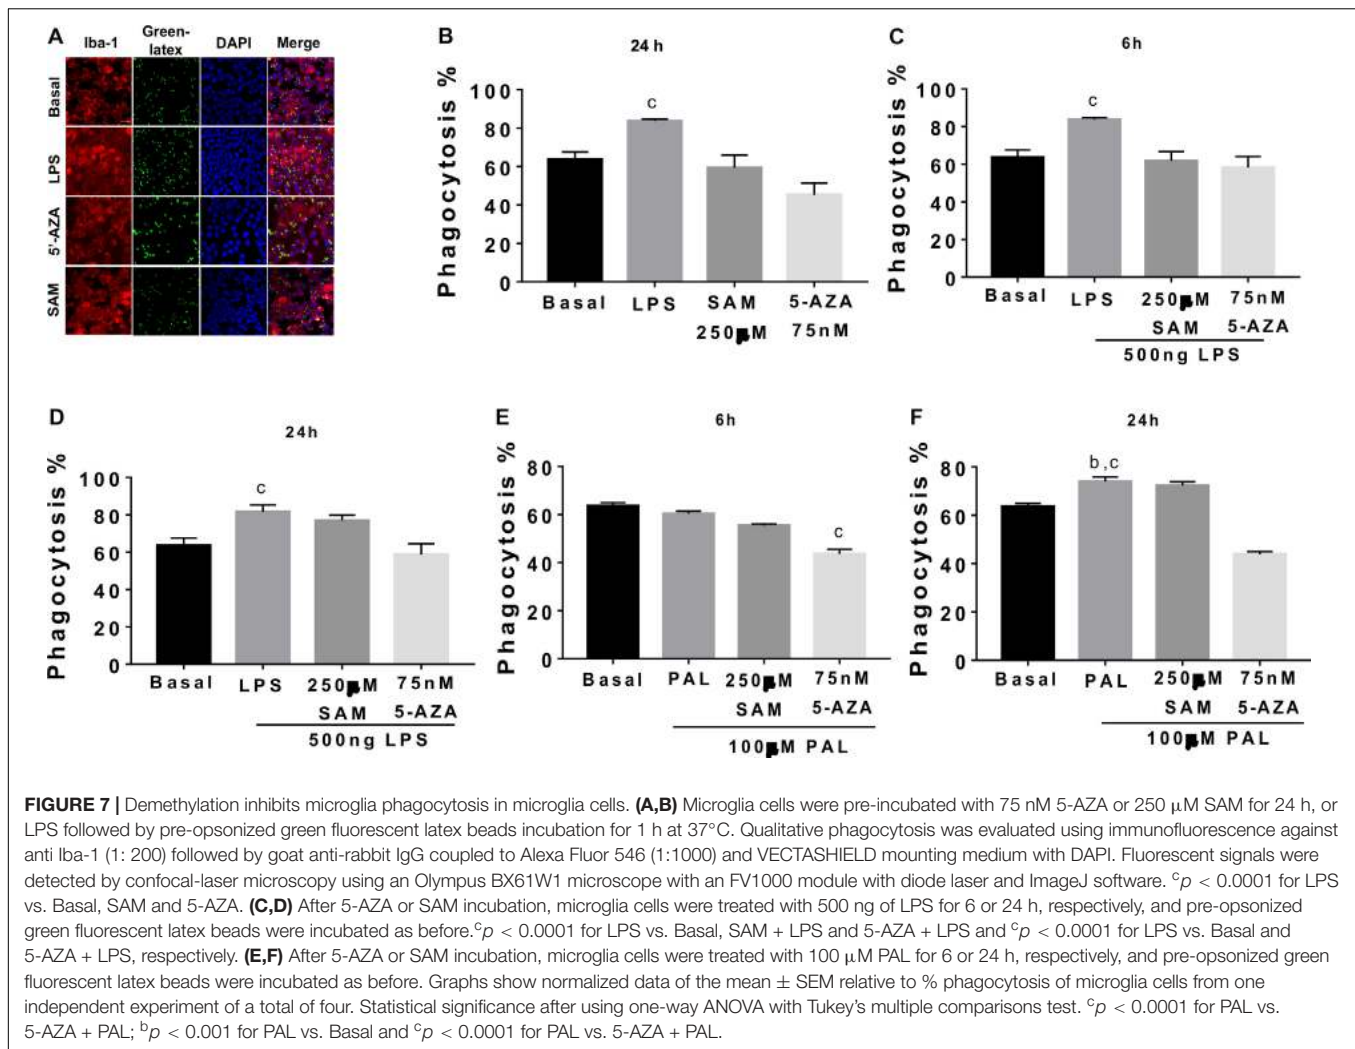 A
Iba-1
Green-
latex
DAPI
Merge
Basal
LPS
5'-AZA
SAM
B
24 h
Phagocytosis %
100
80
60
40
20
0
Basal
LPS
SAM
5-AZA
250μM
75nM
c
C
6h
Phagocytosis %
100
80
60
40
20
0
Basal
LPS
250μM
75nM
SAM
5-AZA
500ng LPS
c
D
24h
Phagocytosis %
100
80
60
40
20
0
Basal
LPS
250μM
75nM
SAM
5-AZA
500ng LPS
c
E
6h
Phagocytosis %
80
60
40
20
0
Basal
PAL
250μM
75nM
SAM
5-AZA
100μM PAL
c
F
24h
Phagocytosis %
80
60
40
20
0
Basal
PAL
250μM
75nM
SAM
5-AZA
100μM PAL
b,c
FIGURE 7 | Demethylation inhibits microglia phagocytosis in microglia cells. (A,B) Microglia cells were pre-incubated with 75 nM 5-AZA or 250 μM SAM for 24 h, or
LPS followed by pre-opsonized green fluorescent latex beads incubation for 1 h at 37°C. Qualitative phagocytosis was evaluated using immunofluorescence against
anti Iba-1 (1: 200) followed by goat anti-rabbit IgG coupled to Alexa Fluor 546 (1:1000) and VECTASHIELD mounting medium with DAPI. Fluorescent signals were
detected by confocal-laser microscopy using an Olympus BX61W1 microscope with an FV1000 module with diode laser and ImageJ software. ᶜp < 0.0001 for LPS
vs. Basal, SAM and 5-AZA. (C,D) After 5-AZA or SAM incubation, microglia cells were treated with 500 ng of LPS for 6 or 24 h, respectively, and pre-opsonized
green fluorescent latex beads were incubated as before.ᶜp < 0.0001 for LPS vs. Basal, SAM + LPS and 5-AZA + LPS and ᶜp < 0.0001 for LPS vs. Basal and
5-AZA + LPS, respectively. (E,F) After 5-AZA or SAM incubation, microglia cells were treated with 100 μM PAL for 6 or 24 h, respectively, and pre-opsonized green
fluorescent latex beads were incubated as before. Graphs show normalized data of the mean ± SEM relative to % phagocytosis of microglia cells from one
independent experiment of a total of four. Statistical significance after using one-way ANOVA with Tukey's multiple comparisons test. ᶜp < 0.0001 for PAL vs.
5-AZA + PAL; ᵇp < 0.001 for PAL vs. Basal and ᶜp < 0.0001 for PAL vs. 5-AZA + PAL.